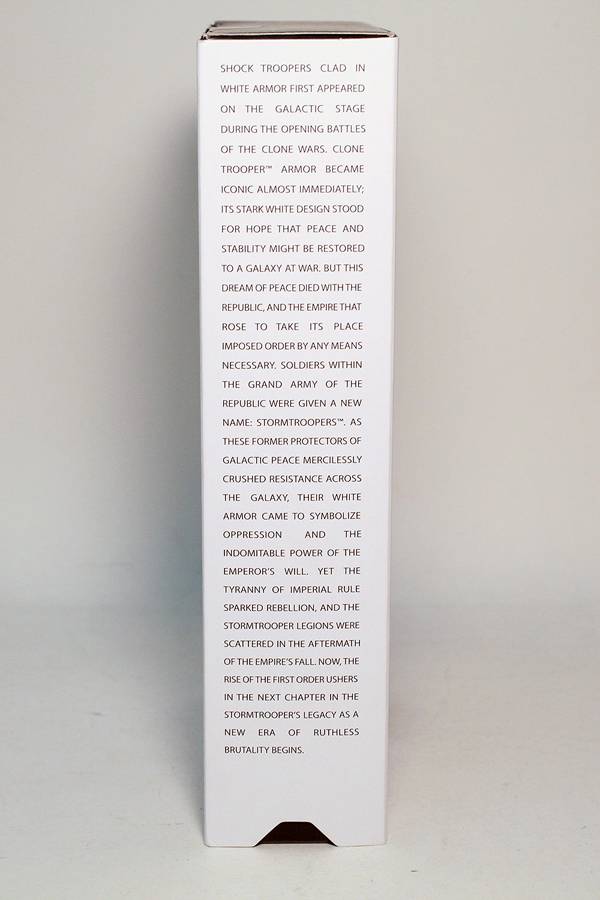 SHOCK TROOPERS CLAD IN
WHITE ARMOR FIRST APPEARED
ON THE GALACTIC STAGE
DURING THE OPENING BATTLES
OF THE CLONE WARS. CLONE
TROOPER™ ARMOR BECAME
ICONIC ALMOST IMMEDIATELY;
ITS STARK WHITE DESIGN STOOD
FOR HOPE THAT PEACE AND
STABILITY MIGHT BE RESTORED
TO A GALAXY AT WAR. BUT THIS
DREAM OF PEACE DIED WITH THE
REPUBLIC, AND THE EMPIRE THAT
ROSE TO TAKE ITS PLACE
IMPOSED ORDER BY ANY MEANS
NECESSARY. SOLDIERS WITHIN
THE GRAND ARMY OF THE
REPUBLIC WERE GIVEN A NEW
NAME: STORMTROOPERS™. AS
THESE FORMER PROTECTORS OF
GALACTIC PEACE MERCILESSLY
CRUSHED RESISTANCE ACROSS
THE GALAXY, THEIR WHITE
ARMOR CAME TO SYMBOLIZE
OPPRESSION AND THE
INDOMITABLE POWER OF THE
EMPEROR'S WILL. YET THE
TYRANNY OF IMPERIAL RULE
SPARKED REBELLION, AND THE
STORMTROOPER LEGIONS WERE
SCATTERED IN THE AFTERMATH
OF THE EMPIRE'S FALL. NOW, THE
RISE OF THE FIRST ORDER USHERS
IN THE NEXT CHAPTER IN THE
STORMTROOPER'S LEGACY AS A
NEW ERA OF RUTHLESS
BRUTALITY BEGINS.